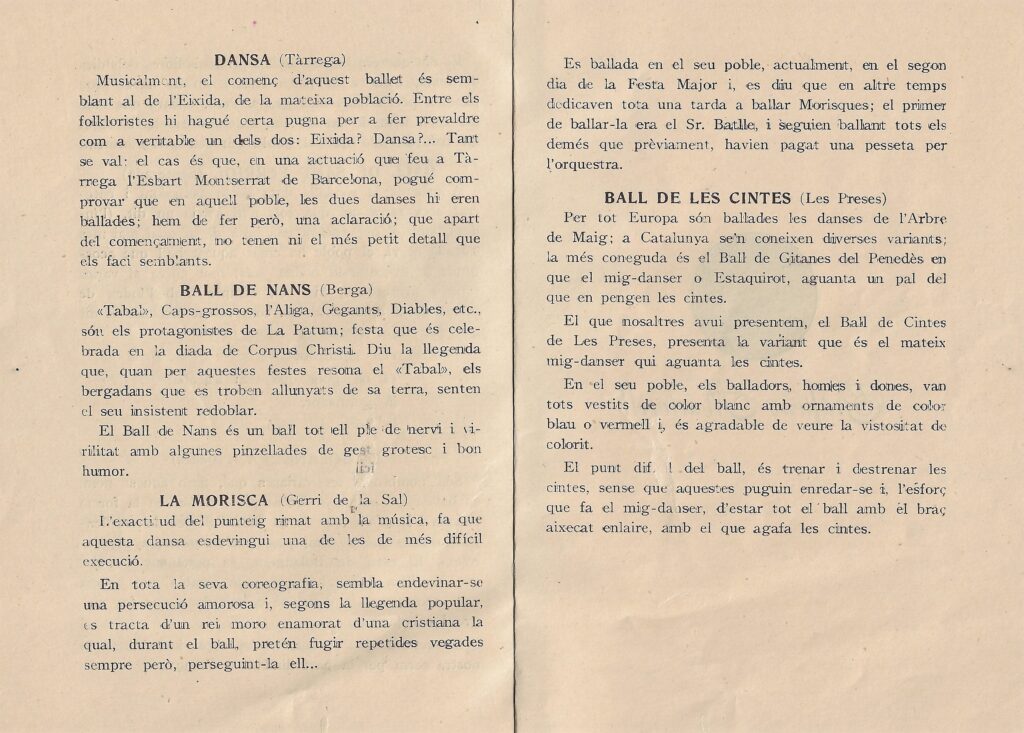 DANSA (Tàrrega)
Musicalment, el començ d'aquest ballet és sem-
blant al de l'Eixida, de la mateixa població. Entre els
folkloristes hi hagué certa pugna per a fer prevaldre
com a veritable un dels dos: Eixida? Dansa?... Tant
se val: el cas és que, en una actuació que feu a Tà-
rrega l'Esbart Montserrat de Barcelona, pogué com-
provar que en aquell poble, les dues danses hi eren
ballades; hem de fer però, una aclaració; que apart
del començament, no tenen ni el més petit detall que
els faci semblants.
BALL DE NANS (Berga)
«Tabal», Caps-grossos, l'Aliga, Gegants, Diables, etc.,
són els protagonistes de La Patum; festa que és cele-
brada en la diada de Corpus Christi. Diu la llegenda
que, quan per aquestes festes resona el «Tabal», els
bergadans que es troben allunyats de sa terra, senten
el seu insistent redoblar.
El Ball de Nans és un ball tot ell ple de nervi i vi-
rilitat amb algunes pinzellades de gest grotesc i bon
humor.
LA MORISCA (Gerri de la Sal)
L'exactitud del punteig rimat amb la música, fa que
aquesta dansa esdevingui una de les de més difícil
execució.
En tota la seva coreografia, sembla endevinar-se
una persecució amorosa i, segons la llegenda popular,
es tracta d'un rei moro enamorat d'una cristiana la
qual, durant el ball, pretén fugir repetides vegades
sempre però, perseguint-la ell...
Es ballada en el seu poble, actualment, en el segon
dia de la Festa Major i, es diu que en altre temps
dedicaven tota una tarda a ballar Morisques; el primer
de ballar-la era el Sr. Batlle, i seguien ballant tots els
demés que prèviament, havien pagat una pesseta per
l'orquestra.
BALL DE LES CINTES (Les Preses)
Per tot Europa són ballades les danses de l'Arbre
de Maig; a Catalunya se'n coneixen diverses variants;
la més coneguda és el Ball de Gitanes del Penedès en
que el mig-danser o Estaquirot, aguanta un pal del
que en pengen les cintes.
El que nosaltres avui presentem, el Ball de Cintes
de Les Preses, presenta la variant que és el mateix
mig-danser qui aguanta les cintes.
En el seu poble, els balladors, homes i dones, van
tots vestits de color blanc amb ornaments de color
blau o vermell i, és agradable de veure la vistositat de
colorit.
El punt del ball, és trenar i destrenar les
cintes, sense que aquestes puguin enredar-se i, l'esforç
que fa el mig-danser, d'estar tot el ball amb el braç
aixecat enlaire, amb el que agafa les cintes.